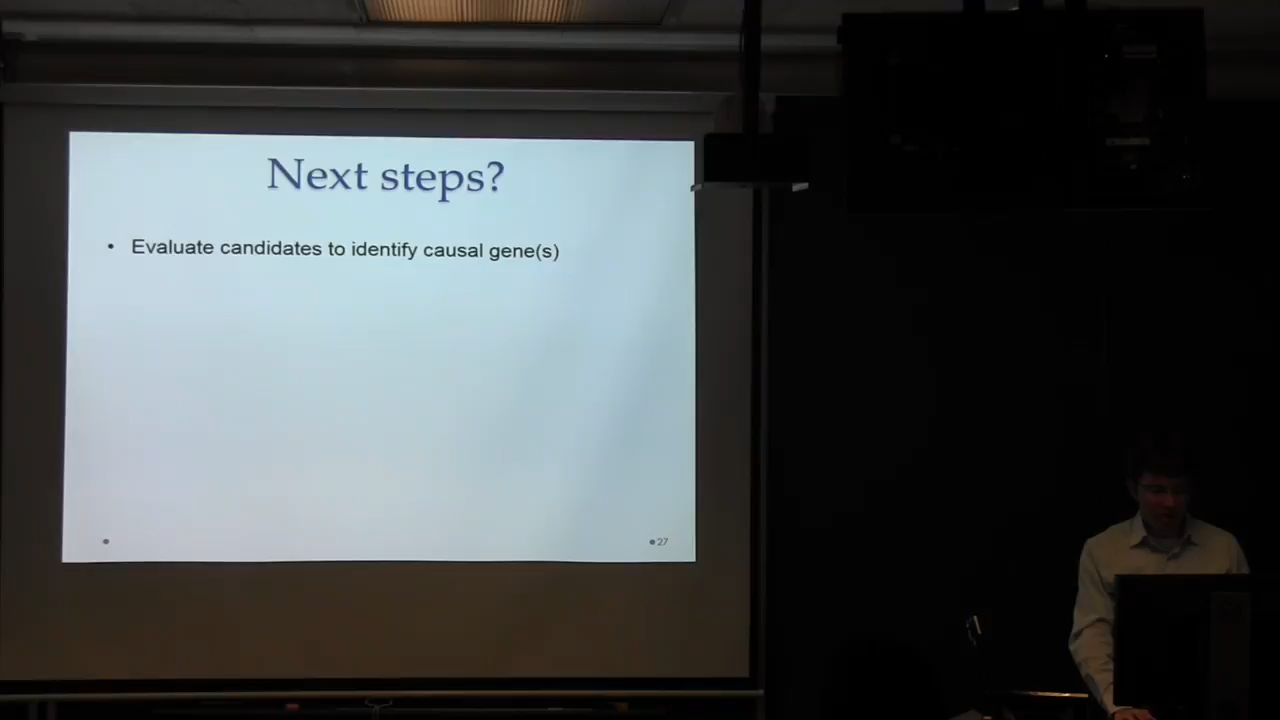 Next steps?
• Evaluate candidates to identify causal gene(s)
27